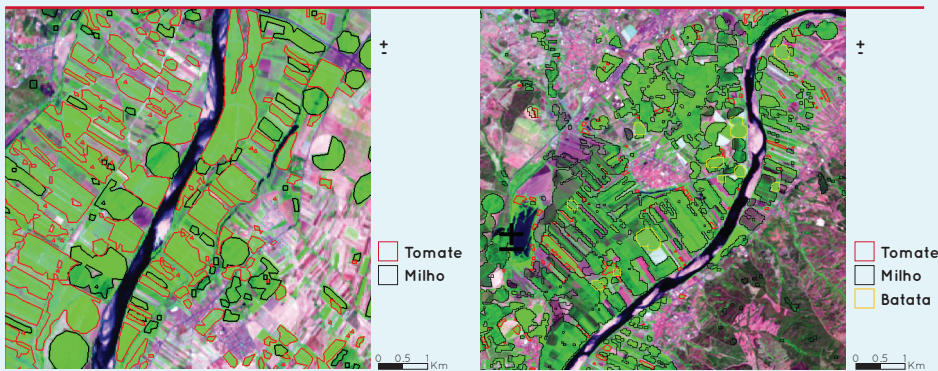 +
-
Tomate
Milho
0 0.5 1
Km
+
-
Tomate
Milho
Batata
0 0.5 1
Km